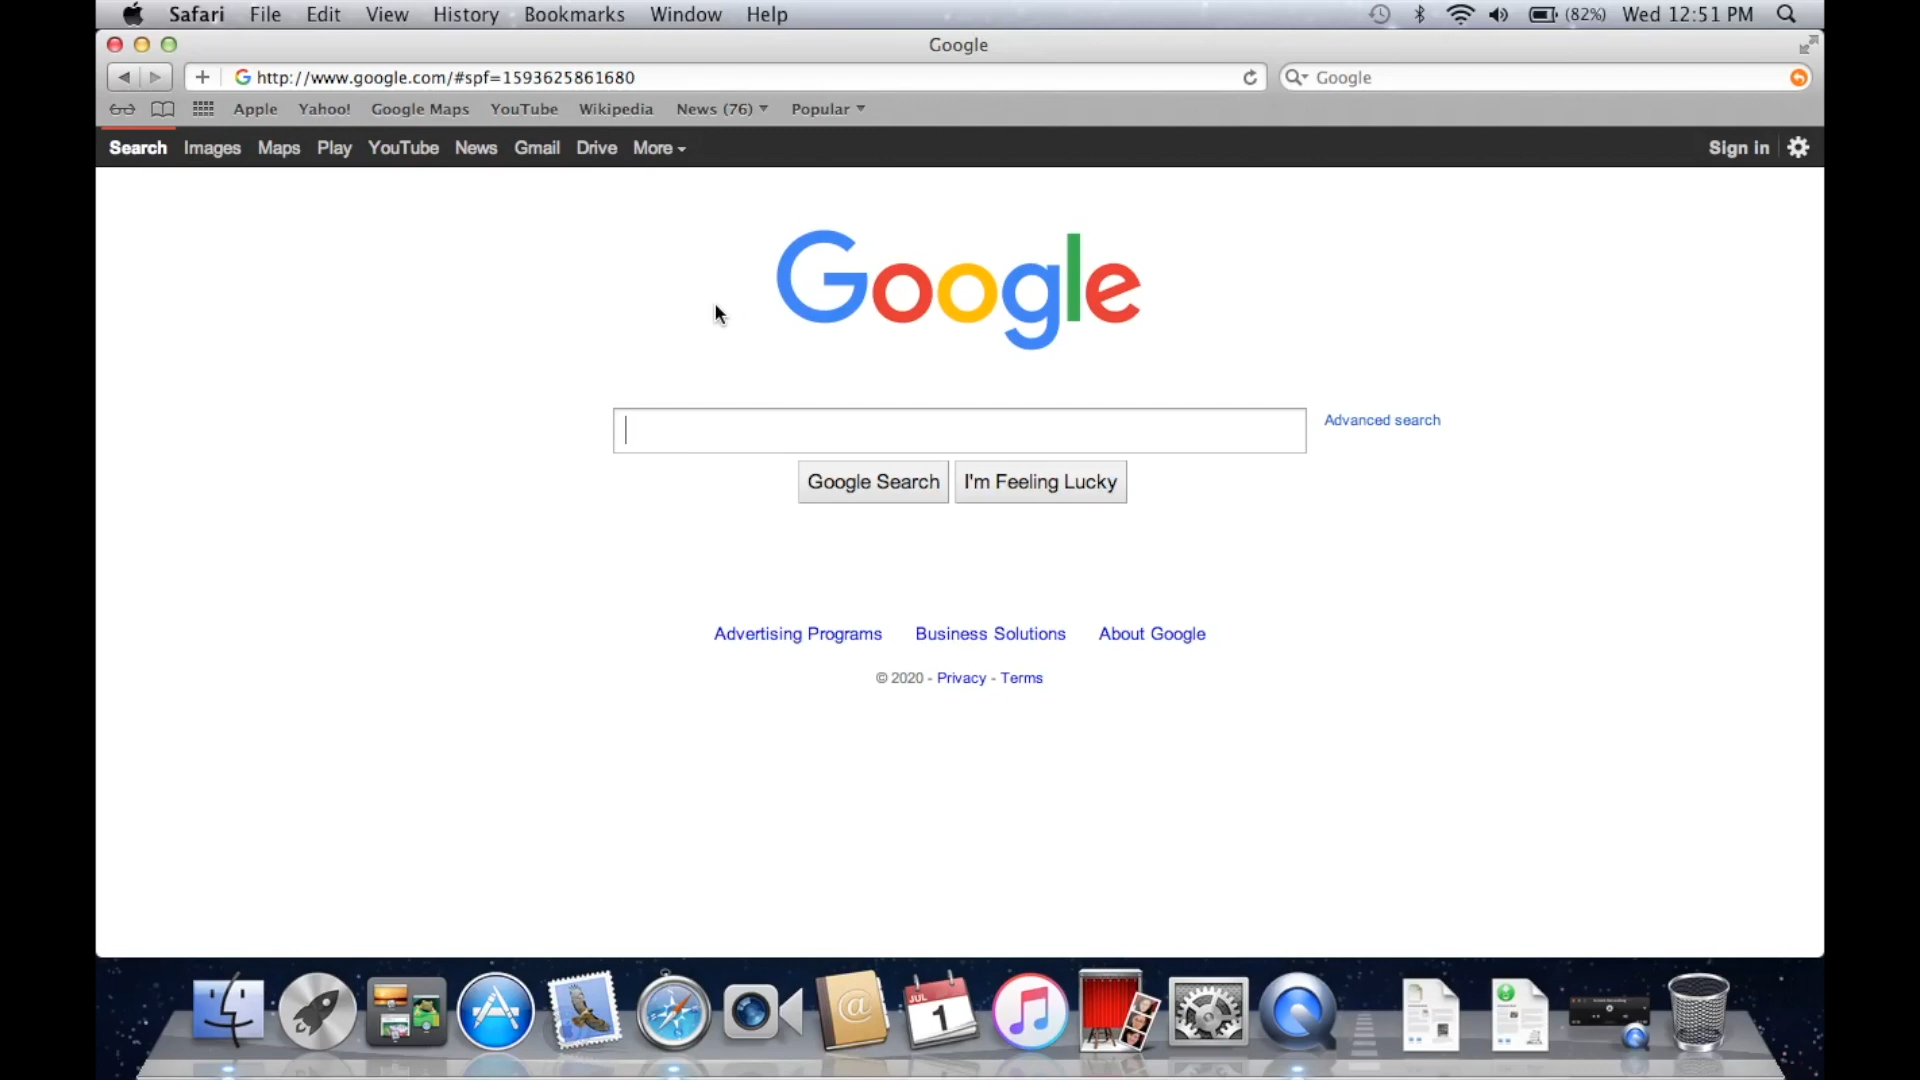 Safari File Edit View History Bookmarks Window Help (82%) Wed 12:51 PM
Google
http://www.google.com/#spf=1593625861680 Google
Apple Yahoo! Google Maps YouTube Wikipedia News (76) Popular
Search Images Maps Play YouTube News Gmail Drive More Sign in
Google
Advanced search
Google Search I'm Feeling Lucky
Advertising Programs Business Solutions About Google
© 2020 - Privacy - Terms
JUL
1